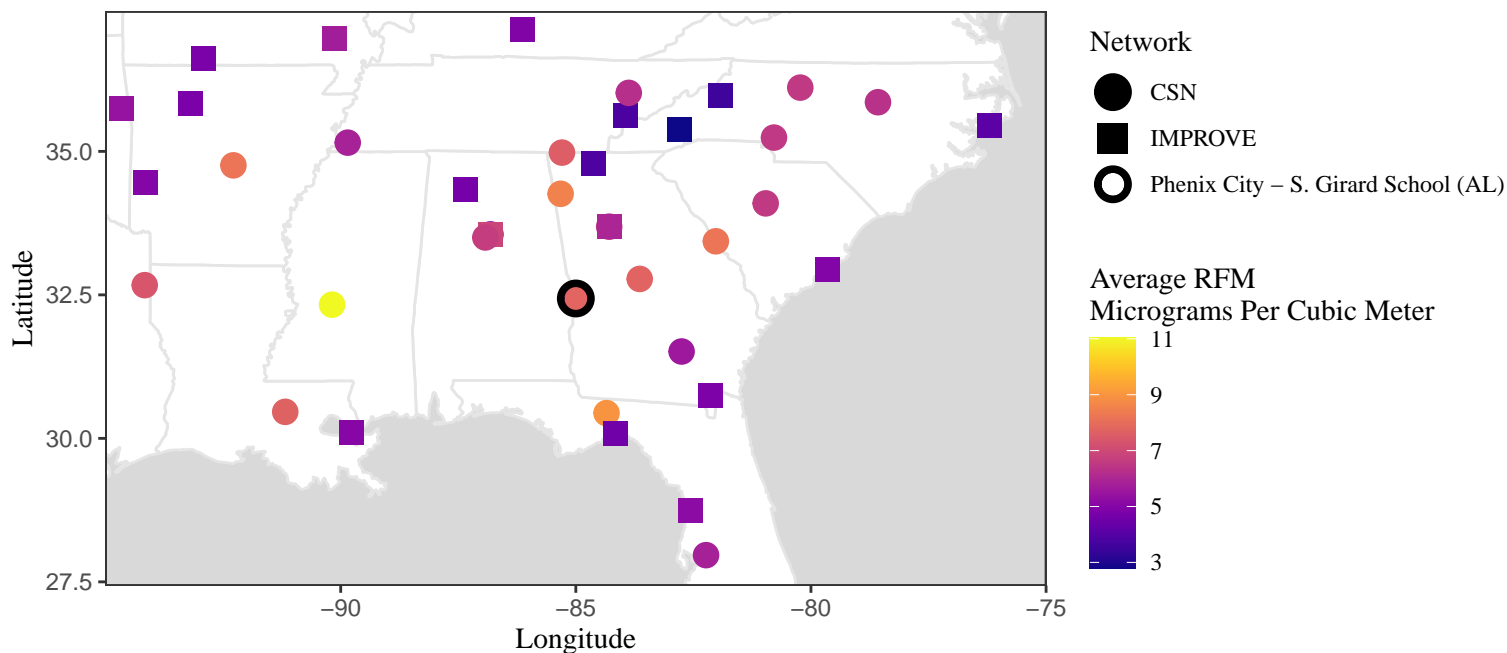 35.0
32.5
30.0
27.5
Latitude
−90
−85
−80
−75
Longitude
Network
CSN
IMPROVE
Phenix City – S. Girard School (AL)
Average RFM
Micrograms Per Cubic Meter
11
9
7
5
3